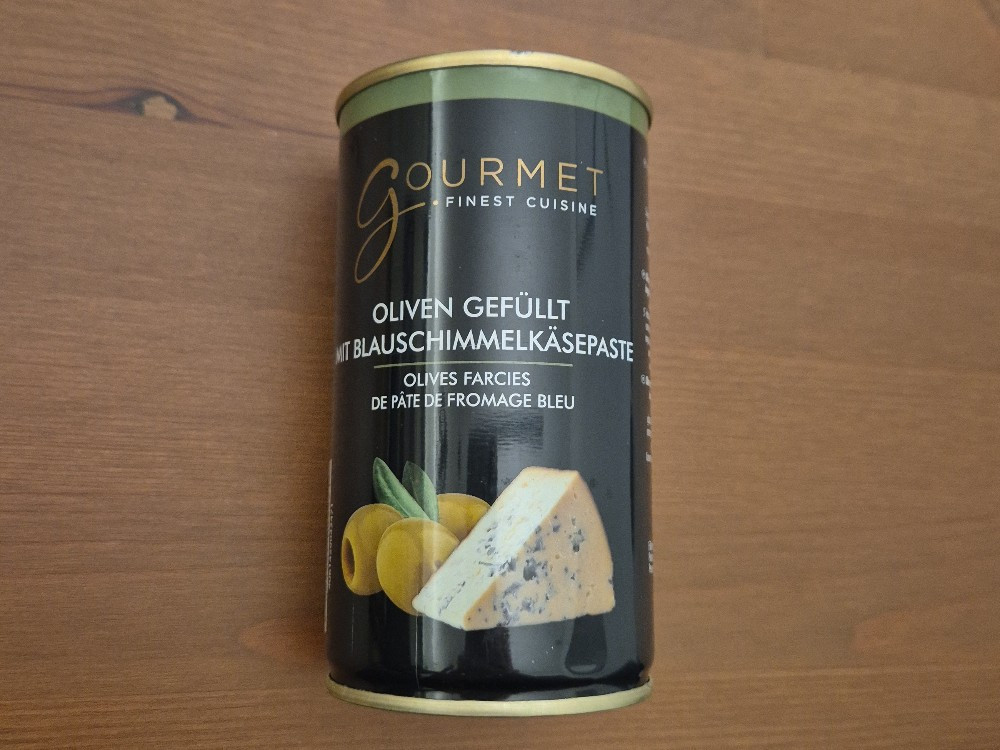 GOURMET
FINEST CUISINE
OLIVEN GEFÜLLT
MIT BLAUSCHIMMELKÄSEPASTE
OLIVES FARCIES
DE PÂTE DE FROMAGE BLEU